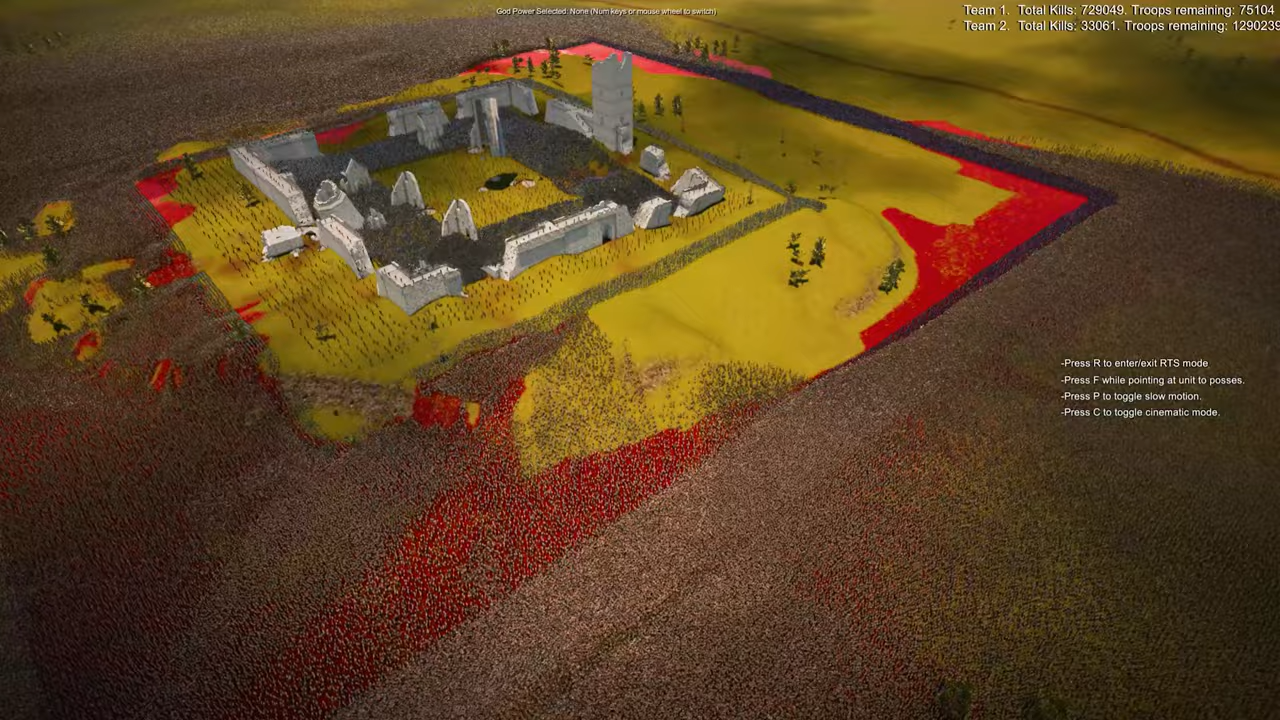 God Power Selected: None (Num keys or mouse wheel to switch)
Team 1. Total Kills: 729049. Troops remaining: 75104
Team 2. Total Kills: 33061. Troops remaining: 1290239
-Press R to enter/exit RTS mode
-Press F while pointing at unit to posses.
-Press P to toggle slow motion.
-Press C to toggle cinematic mode.